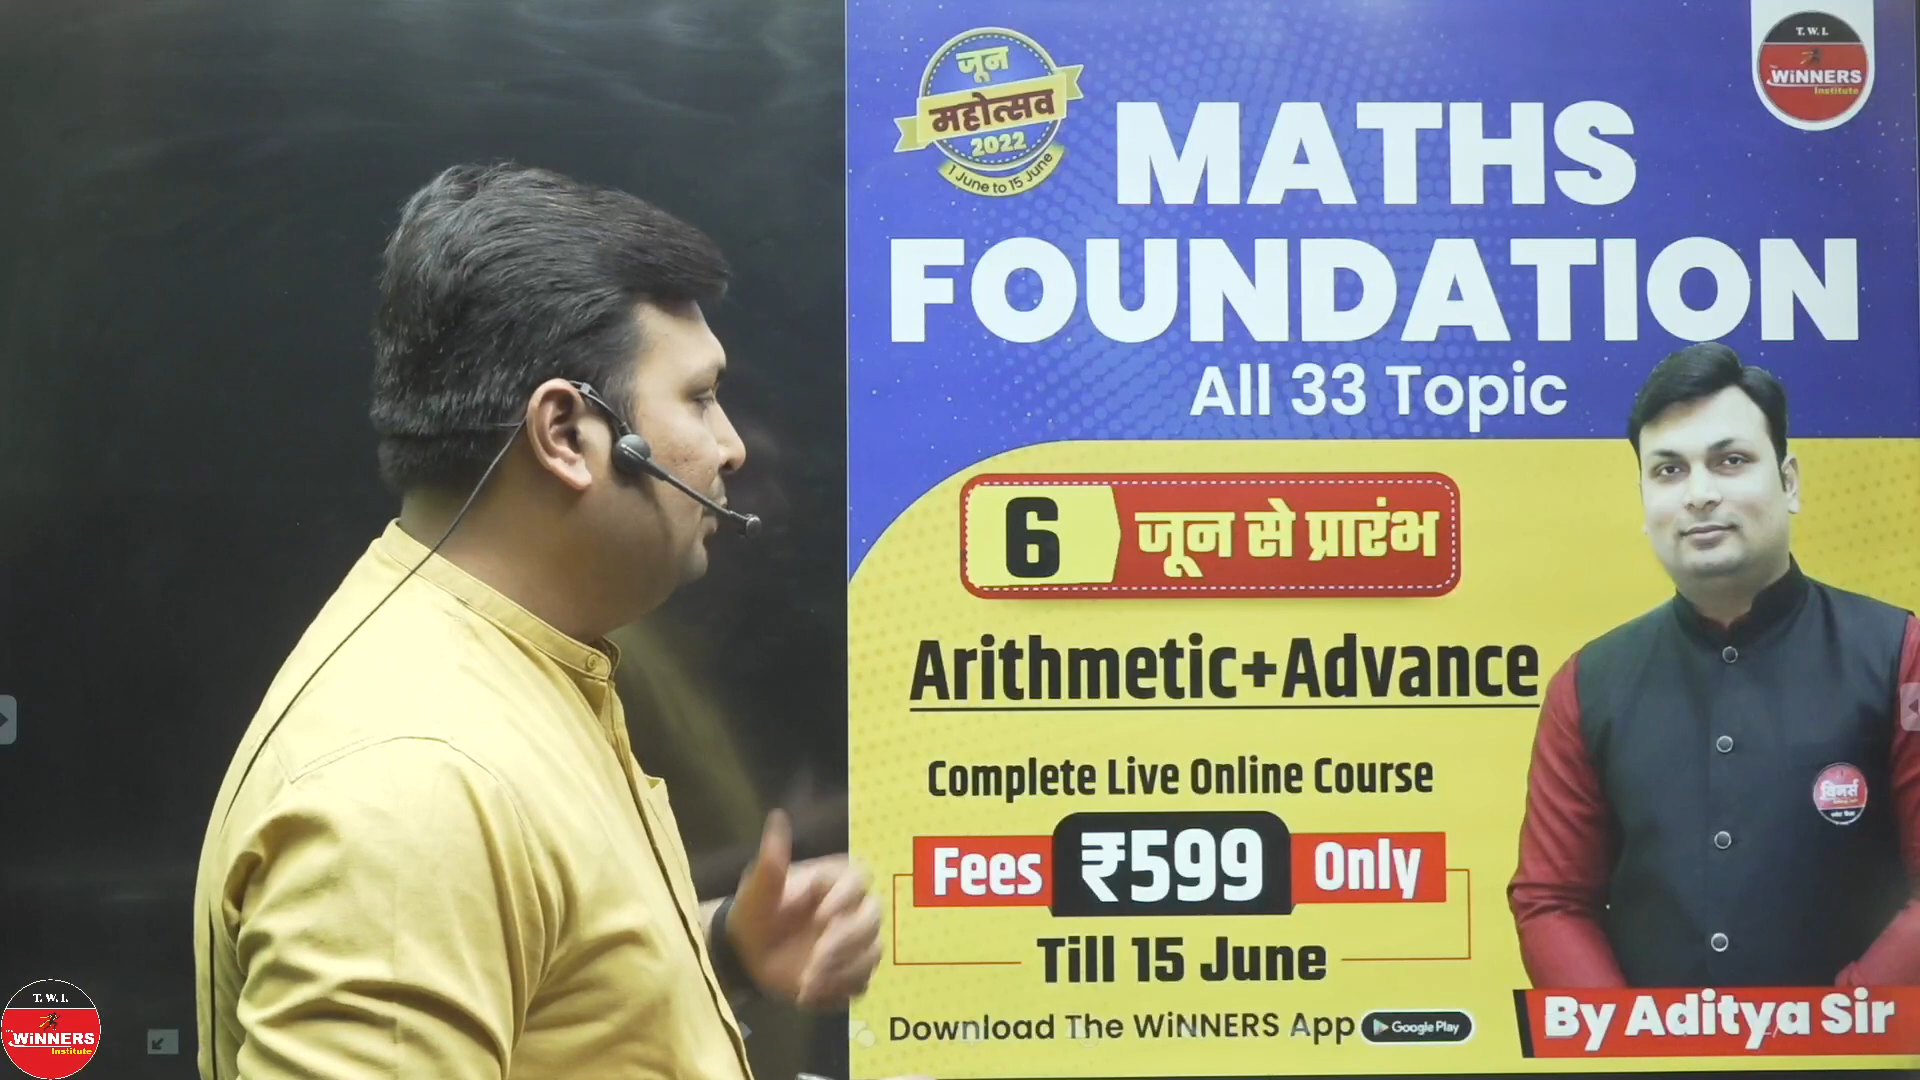 जून
महोत्सव
2022
1 June to 15 June
T.W.I.
WiNNERS
Institute
MATHS
FOUNDATION
All 33 Topic
6 जून से प्रारंभ
Arithmetic+Advance
Complete Live Online Course
Fees ₹599 Only
Till 15 June
Download The WiNNERS App Google Play
विनर्स
By Aditya Sir
T.W.I.
WiNNERS
Institute